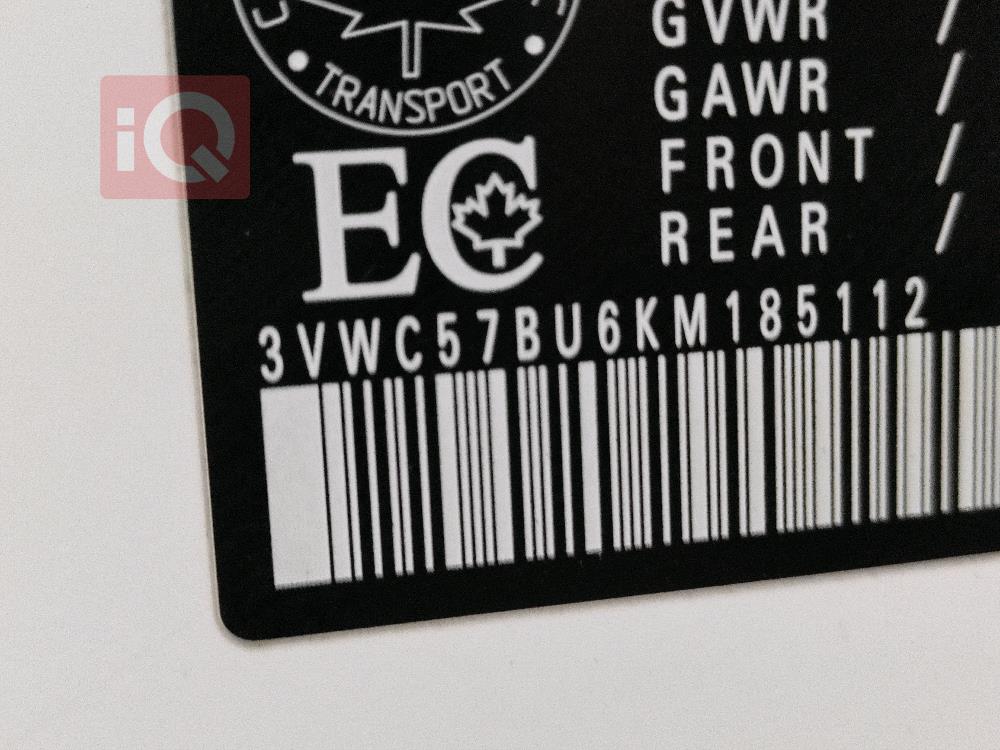 TRANSPORT
EC
GVWR /
GAWR /
FRONT /
REAR /
3VWC57BU6KM185112
iQ